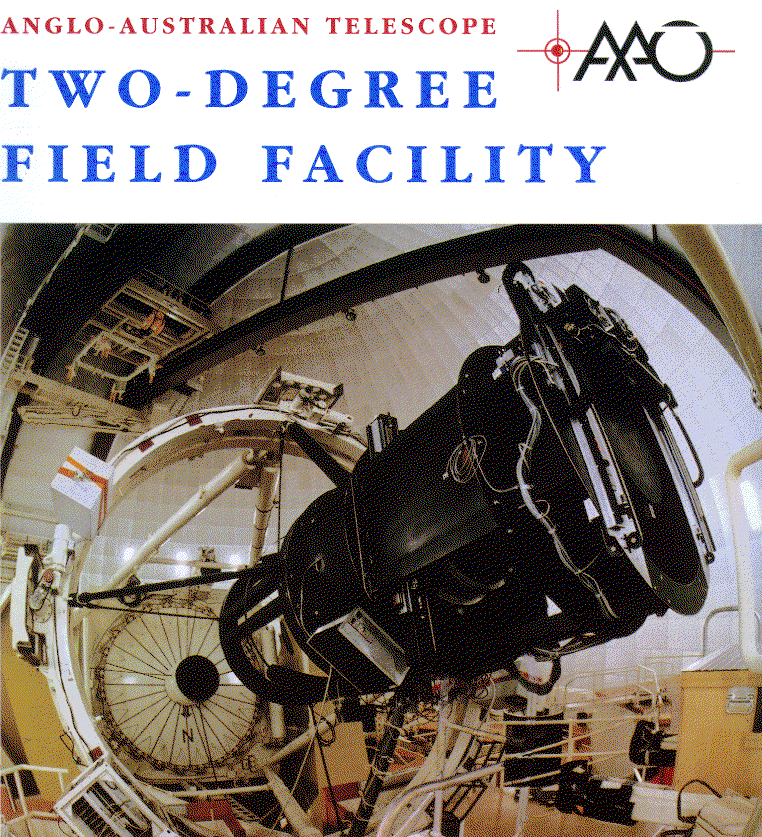 ANGLO-AUSTRALIAN TELESCOPE
AAO
TWO-DEGREE
FIELD FACILITY
N